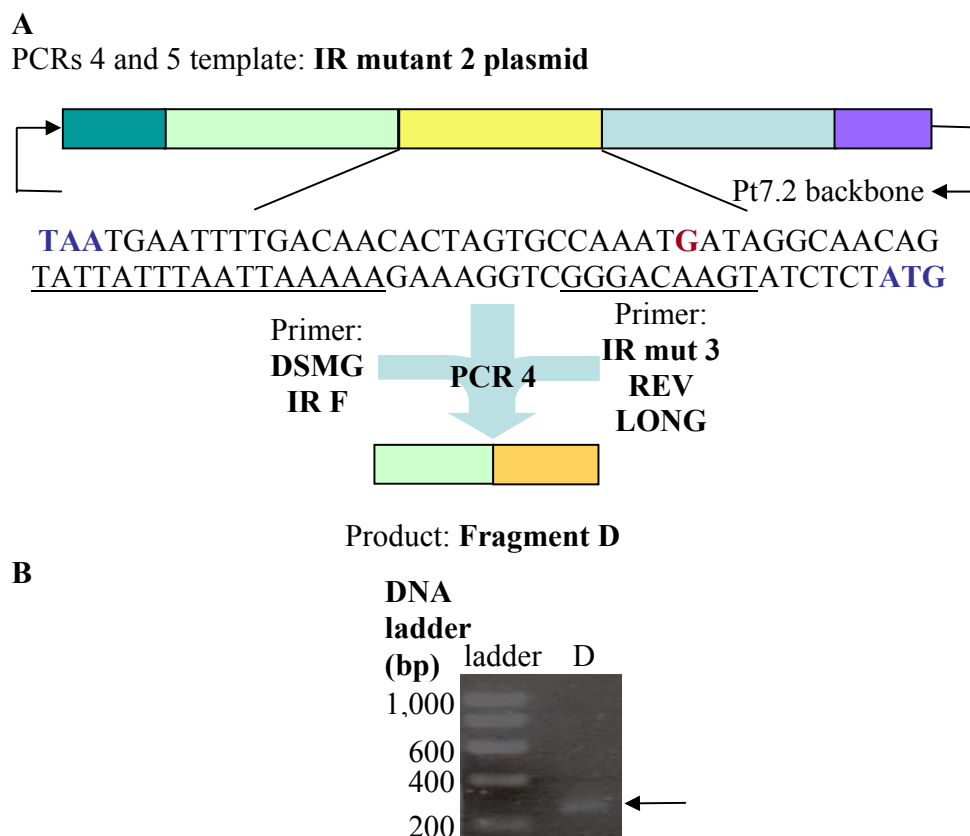 A
PCRs 4 and 5 template: IR mutant 2 plasmid
Pt7.2 backbone
TAATGAATTTTGACAACACTAGTGCCAAATGATAGGCAACAG
TATTATTTAATTAAAAAGAAAGGTCGGGACAAGTATCTCTATG
Primer:
DSMG
IR F
PCR 4
Primer:
IR mut 3
REV
LONG
Product: Fragment D
B
DNA
ladder
(bp)
ladder D
1,000
600
400
200